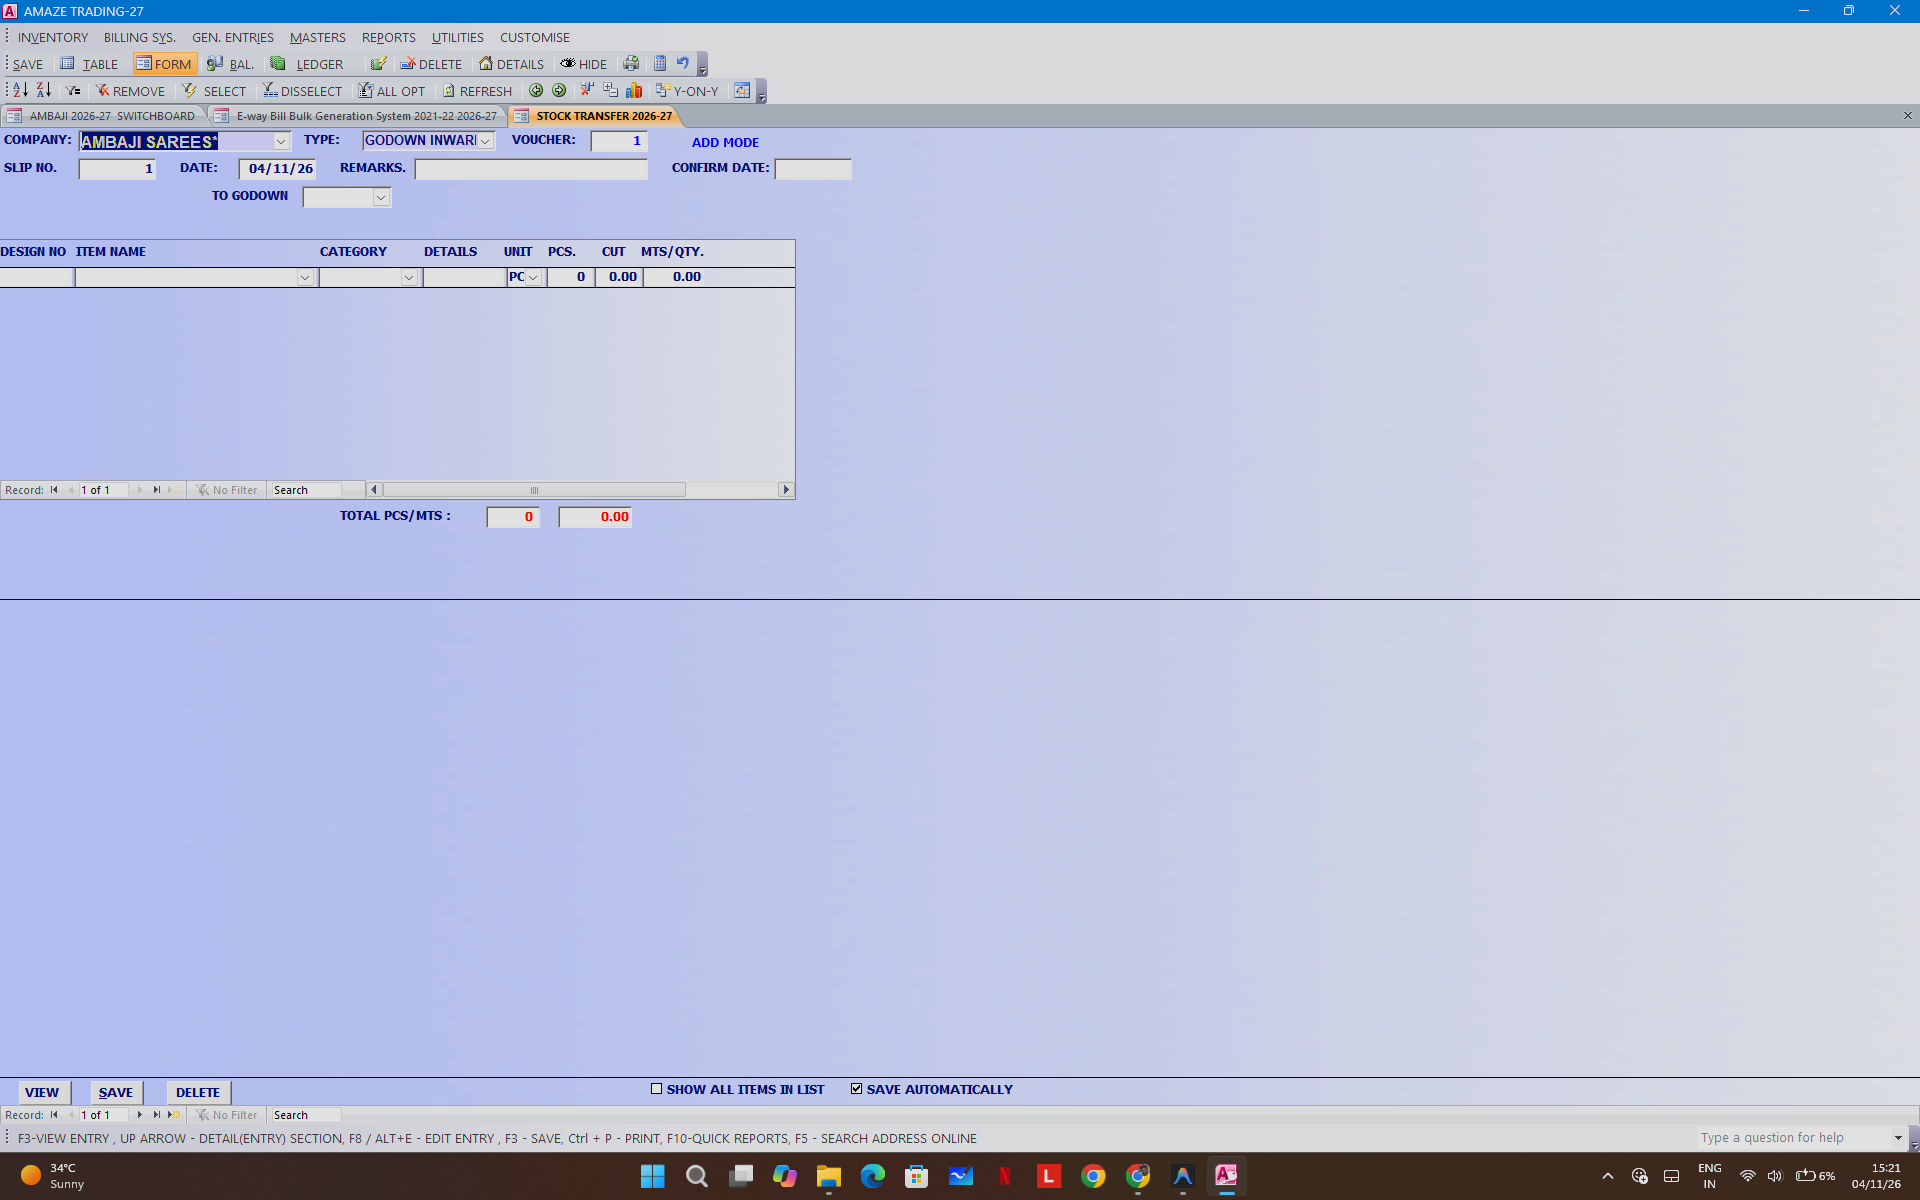 AMAZE TRADING-27
INVENTORY BILLING SYS. GEN. ENTRIES MASTERS REPORTS UTILITIES CUSTOMISE
SAVE TABLE FORM BAL. LEDGER DELETE DETAILS HIDE
REMOVE SELECT DISSELECT ALL OPT REFRESH Y-ON-Y
AMBAJI 2026-27 SWITCHBOARD E-way Bill Bulk Generation System 2021-22 2026-27 STOCK TRANSFER 2026-27
COMPANY: AMBAJI SAREES* TYPE: GODOWN INWARI VOUCHER: 1 ADD MODE
SLIP NO. 1 DATE: 04/11/26 REMARKS. CONFIRM DATE:
TO GODOWN
DESIGN NO ITEM NAME CATEGORY DETAILS UNIT PCS. CUT MTS/QTY.
PC 0 0.00 0.00
Record: 1 of 1 No Filter Search
TOTAL PCS/MTS : 0 0.00
VIEW SAVE DELETE SHOW ALL ITEMS IN LIST SAVE AUTOMATICALLY
Record: 1 of 1 No Filter Search
F3-VIEW ENTRY , UP ARROW - DETAIL(ENTRY) SECTION, F8 / ALT+E - EDIT ENTRY , F3 - SAVE, Ctrl + P - PRINT, F10-QUICK REPORTS, F5 - SEARCH ADDRESS ONLINE Type a question for help
34°C
Sunny
ENG
IN
6%
15:21
04/11/26